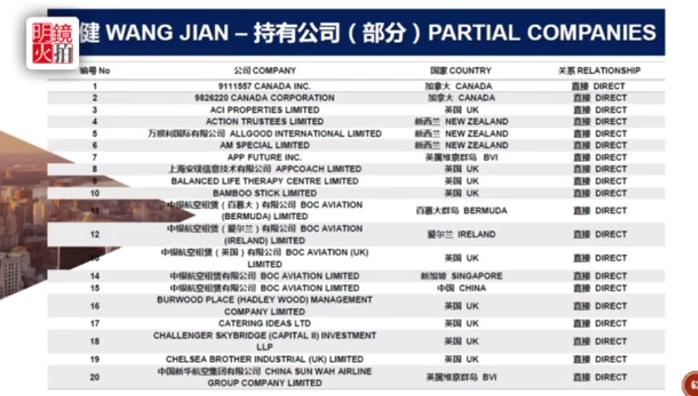 明鏡
火拍
健 WANG JIAN – 持有公司（部分）PARTIAL COMPANIES
编号 No 公司 COMPANY 国家 COUNTRY 关系 RELATIONSHIP
1 9111557 CANADA INC. 加拿大 CANADA 直接 DIRECT
2 9826220 CANADA CORPORATION 加拿大 CANADA 直接 DIRECT
3 ACI PROPERTIES LIMITED 英国 UK 直接 DIRECT
4 ACTION TRUSTEES LIMITED 新西兰 NEW ZEALAND 直接 DIRECT
5 万顺利国际有限公司 ALLGOOD INTERNATIONAL LIMITED 新西兰 NEW ZEALAND 直接 DIRECT
6 AM SPECIAL LIMITED 新西兰 NEW ZEALAND 直接 DIRECT
7 APP FUTURE INC. 英属维京群岛 BVI 直接 DIRECT
8 上海安璞信息技术有限公司 APPCOACH LIMITED 英国 UK 直接 DIRECT
9 BALANCED LIFE THERAPY CENTRE LIMITED 英国 UK 直接 DIRECT
10 BAMBOO STICK LIMITED 英国 UK 直接 DIRECT
11 中银航空租赁（百慕大）有限公司 BOC AVIATION
(BERMUDA) LIMITED 百慕大群岛 BERMUDA 直接 DIRECT
12 中银航空租赁（爱尔兰）有限公司 BOC AVIATION
(IRELAND) LIMITED 爱尔兰 IRELAND 直接 DIRECT
13 中银航空租赁（英国）有限公司 BOC AVIATION (UK)
LIMITED 英国 UK 直接 DIRECT
14 中银航空租赁有限公司 BOC AVIATION LIMITED 新加坡 SINGAPORE 直接 DIRECT
15 中银航空租赁有限公司 BOC AVIATION LIMITED 中国 CHINA 直接 DIRECT
16 BURWOOD PLACE (HADLEY WOOD) MANAGEMENT
COMPANY LIMITED 英国 UK 直接 DIRECT
17 CATERING IDEAS LTD 英国 UK 直接 DIRECT
18 CHALLENGER SKYBRIDGE (CAPITAL II) INVESTMENT
LLP 英国 UK 直接 DIRECT
19 CHELSEA BROTHER INDUSTRIAL (UK) LIMITED 英国 UK 直接 DIRECT
20 中国新华航空集团有限公司 CHINA SUN WAH AIRLINE
GROUP COMPANY LIMITED 英属维京群岛 BVI 直接 DIRECT